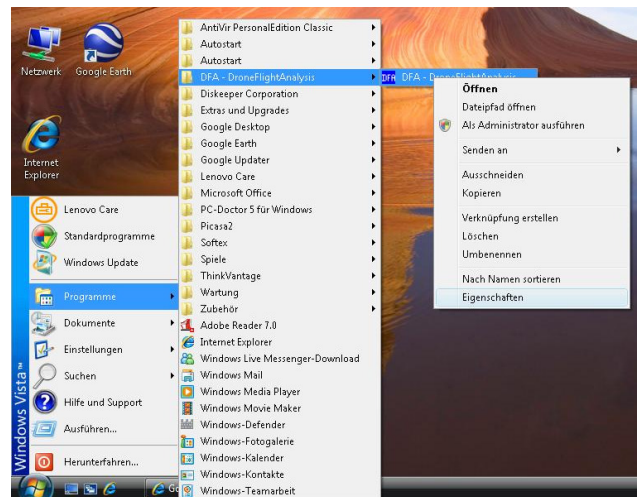 Netzwerk
Google Earth
Internet
Explorer
Lenovo Care
Standardprogramme
Windows Update
Programme
Dokumente
Einstellungen
Suchen
Hilfe und Support
Ausführen...
Herunterfahren...
Windows Vista™
AntiVir PersonalEdition Classic
Autostart
Autostart
DFA - DroneFlightAnalysis
Diskeeper Corporation
Extras und Upgrades
Google Desktop
Google Earth
Google Updater
Lenovo Care
Microsoft Office
PC-Doctor 5 für Windows
Picasa2
Softex
Spiele
ThinkVantage
Wartung
Zubehör
Adobe Reader 7.0
Internet Explorer
Windows Live Messenger-Download
Windows Mail
Windows Media Player
Windows Movie Maker
Windows-Defender
Windows-Fotogalerie
Windows-Kalender
Windows-Kontakte
Windows-Teamarbeit
DFA DFA - DroneFlightAnalysis
Öffnen
Dateipfad öffnen
Als Administrator ausführen
Senden an
Ausschneiden
Kopieren
Verknüpfung erstellen
Löschen
Umbenennen
Nach Namen sortieren
Eigenschaften